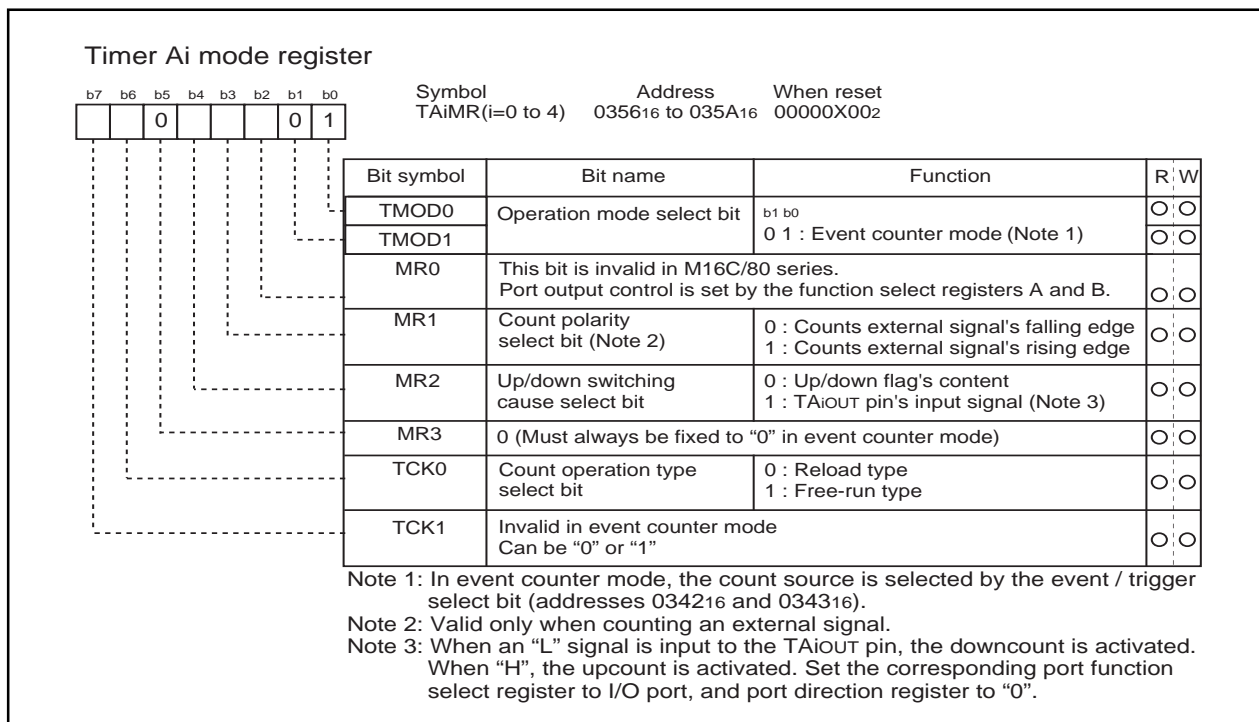 Timer Ai mode register
b7 b6 b5 b4 b3 b2 b1 b0
0 0 1
Symbol Address When reset
TAiMR(i=0 to 4) 035616 to 035A16 00000X002
Bit symbol Bit name Function R W
TMOD0 Operation mode select bit b1 b0
TMOD1 0 1 : Event counter mode (Note 1)
MR0 This bit is invalid in M16C/80 series.
Port output control is set by the function select registers A and B.
MR1 Count polarity 0 : Counts external signal's falling edge
select bit (Note 2) 1 : Counts external signal's rising edge
MR2 Up/down switching 0 : Up/down flag's content
cause select bit 1 : TAiOUT pin's input signal (Note 3)
MR3 0 (Must always be fixed to “0” in event counter mode)
TCK0 Count operation type 0 : Reload type
select bit 1 : Free-run type
TCK1 Invalid in event counter mode
Can be “0” or “1”
Note 1: In event counter mode, the count source is selected by the event / trigger
select bit (addresses 034216 and 034316).
Note 2: Valid only when counting an external signal.
Note 3: When an “L” signal is input to the TAiOUT pin, the downcount is activated.
When “H”, the upcount is activated. Set the corresponding port function
select register to I/O port, and port direction register to “0”.